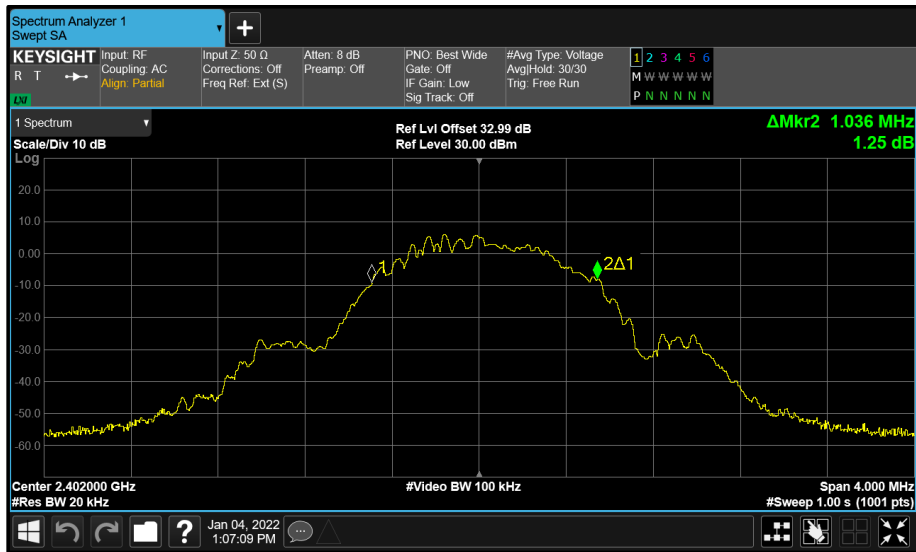 Spectrum Analyzer 1
Swept SA
KEYSIGHT
R T
LXI
Input: RF
Coupling: AC
Align: Partial
Input Z: 50 Ω
Corrections: Off
Freq Ref: Ext (S)
Atten: 8 dB
Preamp: Off
PNO: Best Wide
Gate: Off
IF Gain: Low
Sig Track: Off
#Avg Type: Voltage
Avg|Hold: 30/30
Trig: Free Run
1 2 3 4 5 6
M W W W W W
P N N N N N
1 Spectrum
Scale/Div 10 dB
Ref Lvl Offset 32.99 dB
Ref Level 30.00 dBm
ΔMkr2 1.036 MHz
1.25 dB
Log
20.0
10.0
0.00
-10.0
-20.0
-30.0
-40.0
-50.0
-60.0
1
2Δ1
Center 2.402000 GHz
#Res BW 20 kHz
#Video BW 100 kHz
Span 4.000 MHz
#Sweep 1.00 s (1001 pts)
Jan 04, 2022
1:07:09 PM